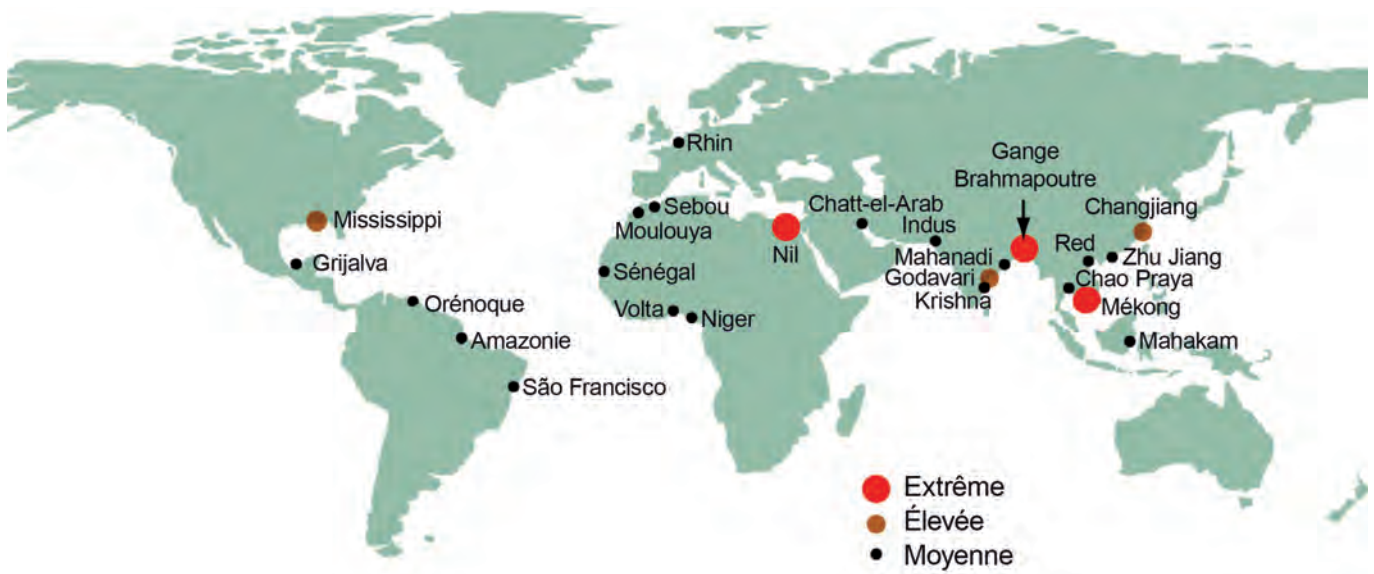 Rhin
Gange
Brahmapoutre
Mississippi
Sebou
Moulouya
Chatt-el-Arab
Changjiang
Indus
Nil
Red
Grijalva
Mahanadi
Zhu Jiang
Sénégal
Godavari
Chao Praya
Krishna
Orénoque
Volta
Niger
Mékong
Amazonie
Mahakam
São Francisco
Extrême
Élevée
Moyenne